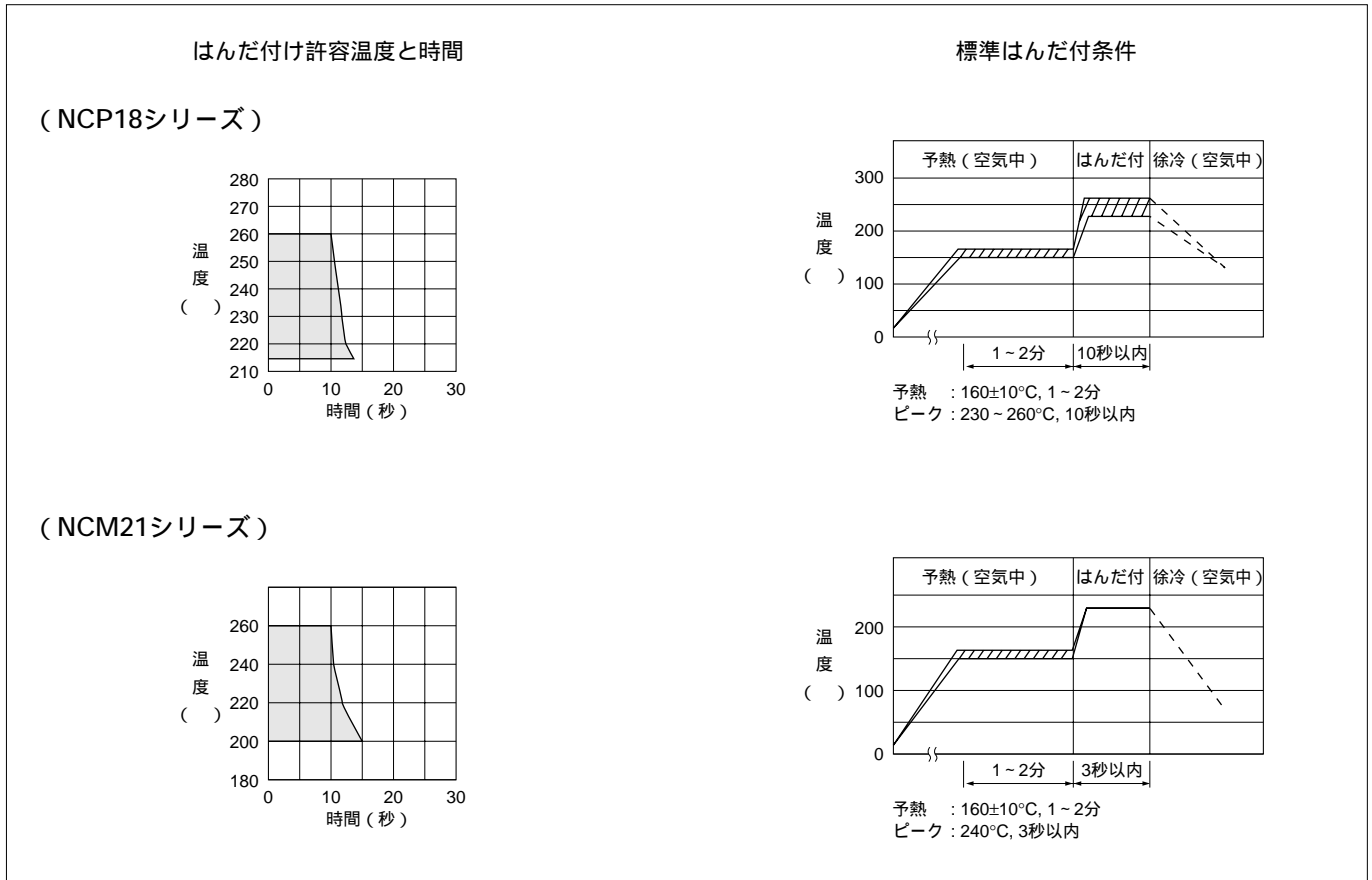 はんだ付け許容温度と時間
標準はんだ付条件
( NCP18シリーズ )
280
270
260
250
240
230
220
210
温
度
( )
0 10 20 30
時間 ( 秒 )
予熱 ( 空気中 ) はんだ付 徐冷 ( 空気中 )
300
200
100
0
温
度
( )
1 ~ 2分 10秒以内
予熱 : 160±10°C, 1 ~ 2分
ピーク : 230 ~ 260°C, 10秒以内
( NCM21シリーズ )
260
240
220
200
180
温
度
( )
0 10 20 30
時間 ( 秒 )
予熱 ( 空気中 ) はんだ付 徐冷 ( 空気中 )
200
100
0
温
度
( )
1 ~ 2分 3秒以内
予熱 : 160±10°C, 1 ~ 2分
ピーク : 240°C, 3秒以内